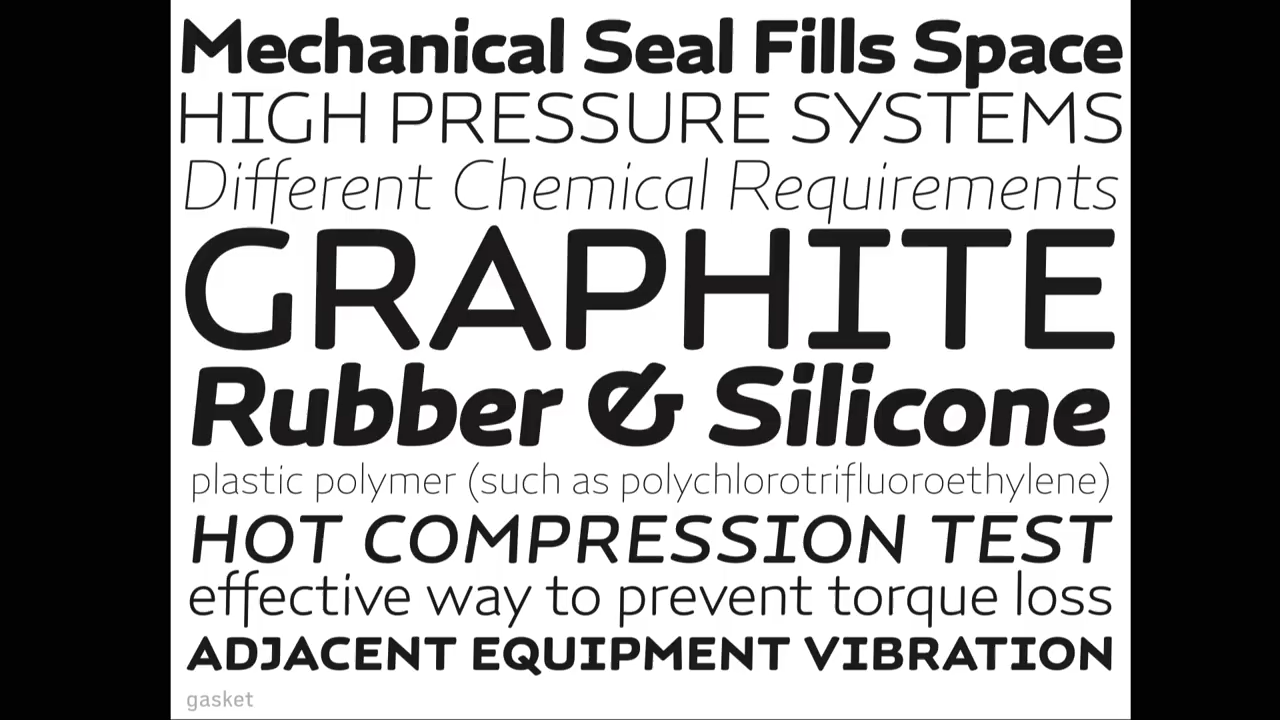 Mechanical Seal Fills Space
HIGH PRESSURE SYSTEMS
Different Chemical Requirements
GRAPHITE
Rubber & Silicone
plastic polymer (such as polychlorotrifluoroethylene)
HOT COMPRESSION TEST
effective way to prevent torque loss
ADJACENT EQUIPMENT VIBRATION
gasket